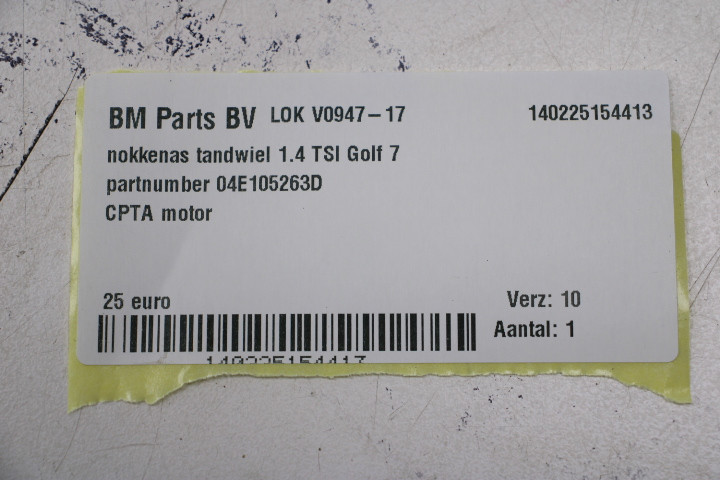 BM Parts BV LOK V0947-17 140225154413
nokkenas tandwiel 1.4 TSI Golf 7
partnumber 04E105263D
CPTA motor
25 euro
Verz: 10
Aantal: 1
140225154413